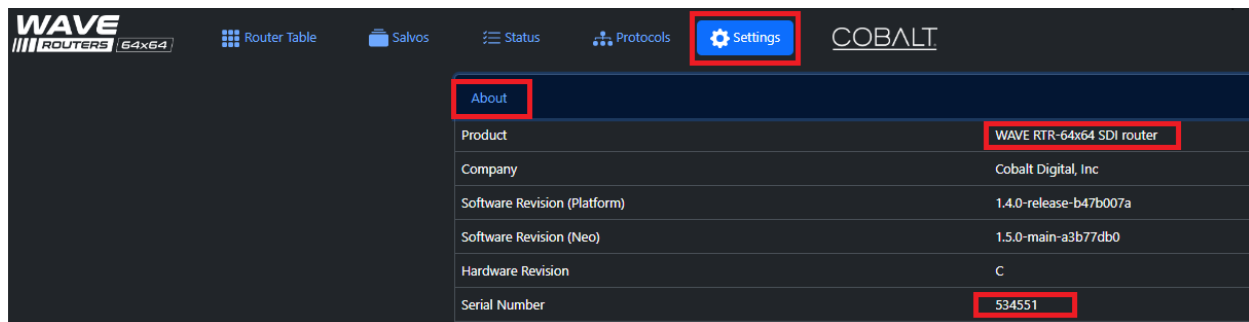 WAVE
ROUTERS 64x64
Router Table Salvos Status Protocols Settings COBALT
About
Product WAVE RTR-64x64 SDI router
Company Cobalt Digital, Inc
Software Revision (Platform) 1.4.0-release-b47b007a
Software Revision (Neo) 1.5.0-main-a3b77db0
Hardware Revision C
Serial Number 534551